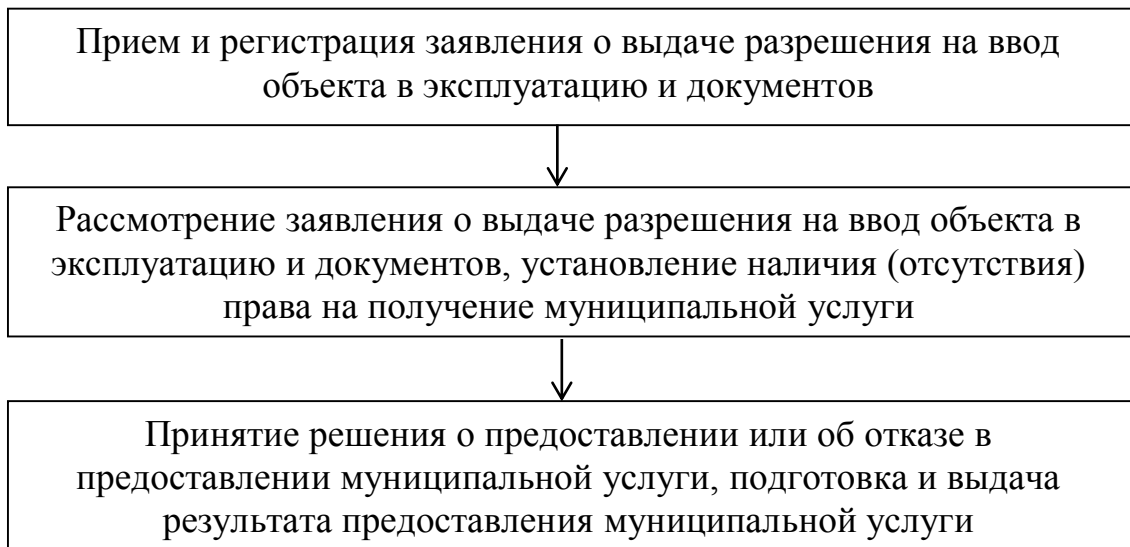 Прием и регистрация заявления о выдаче разрешения на ввод
объекта в эксплуатацию и документов
Рассмотрение заявления о выдаче разрешения на ввод объекта в
эксплуатацию и документов, установление наличия (отсутствия)
права на получение муниципальной услуги
Принятие решения о предоставлении или об отказе в
предоставлении муниципальной услуги, подготовка и выдача
результата предоставления муниципальной услуги